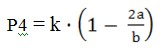 P4 = k · (1 − 2a/b)